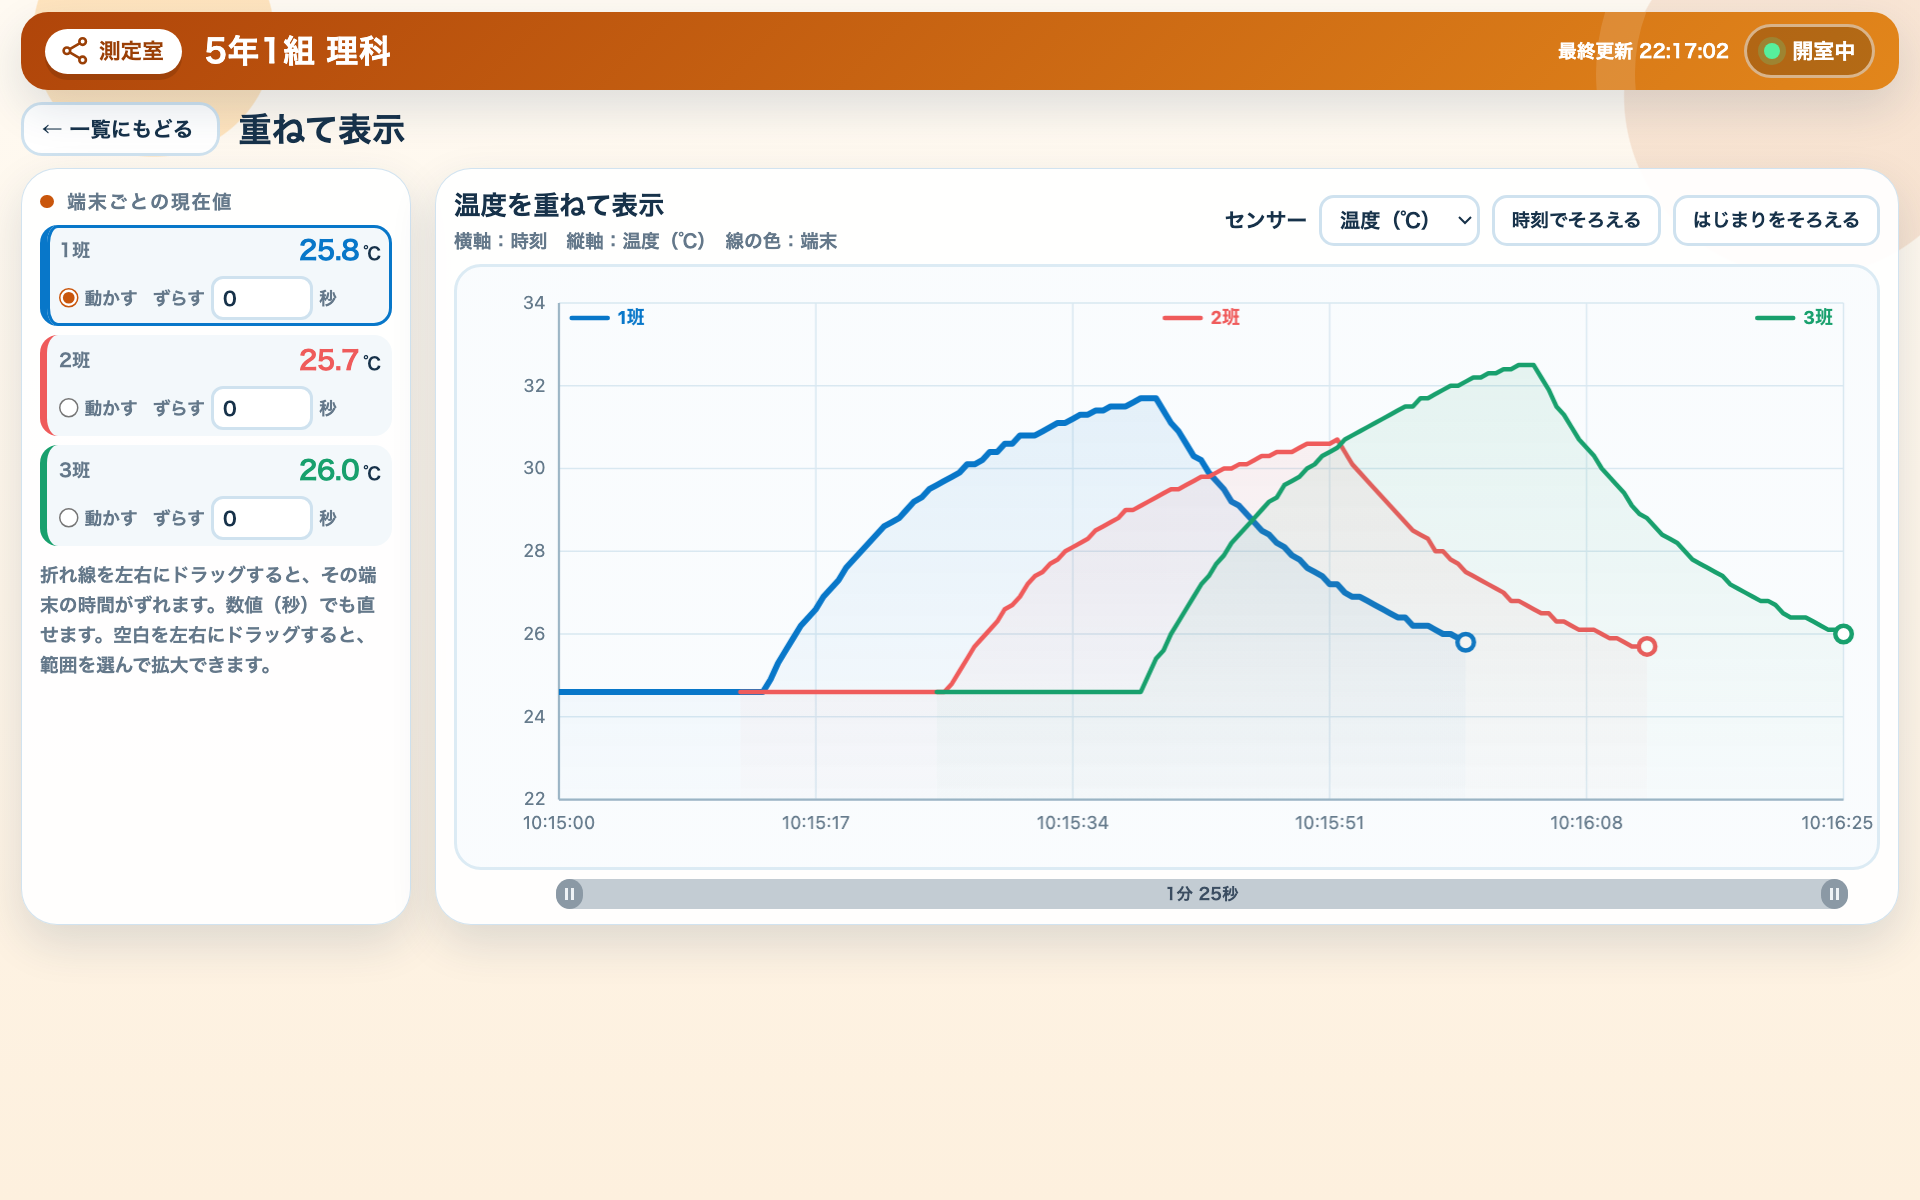 測定室
5年1組 理科
最終更新 22:17:02
開室中
← 一覧にもどる
重ねて表示
端末ごとの現在値
1班 25.8 ℃
動かす ずらす 0 秒
2班 25.7 ℃
動かす ずらす 0 秒
3班 26.0 ℃
動かす ずらす 0 秒
折れ線を左右にドラッグすると、その端
末の時間がずれます。数値（秒）でも直
せます。空白を左右にドラッグすると、
範囲を選んで拡大できます。
温度を重ねて表示
横軸：時刻 縦軸：温度（℃） 線の色：端末
センサー 温度（℃） 時刻でそろえる はじまりをそろえる
1班 2班 3班
34
32
30
28
26
24
22
10:15:00 10:15:17 10:15:34 10:15:51 10:16:08 10:16:25
1分 25秒